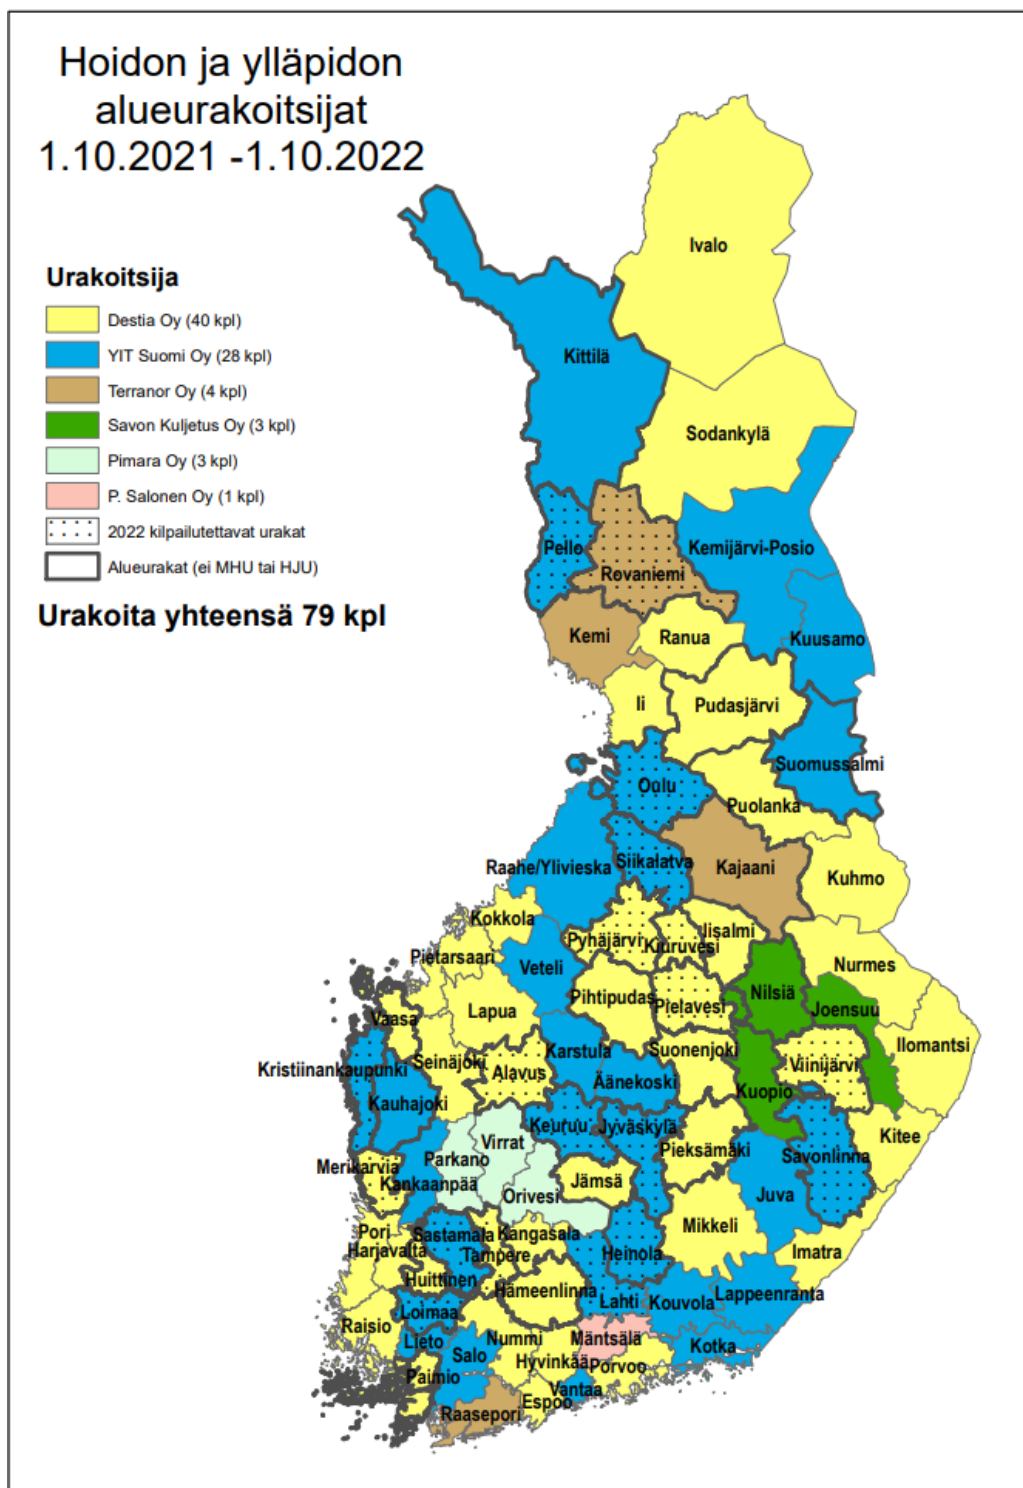 Hoidon ja ylläpidon
alueurakoitsijat
1.10.2021 -1.10.2022
Urakoitsija
Destia Oy (40 kpl)
YIT Suomi Oy (28 kpl)
Terranor Oy (4 kpl)
Savon Kuljetus Oy (3 kpl)
Pimara Oy (3 kpl)
P. Salonen Oy (1 kpl)
2022 kilpailutettavat urakat
Alueurakat (ei MHU tai HJU)
Urakoita yhteensä 79 kpl
Ivalo
Kittilä
Sodankylä
Pello
Rovaniemi
Kemijärvi-Posio
Kemi
Ranua
Kuusamo
Ii
Pudasjärvi
Suomussalmi
Oulu
Puolanka
Raahe/Ylivieska
Siikalatva
Kajaani
Kuhmo
Kokkola
Pyhäjärvi
Kiuruvesi
Iisalmi
Pietarsaari
Veteli
Nurmes
Pihtipudas
Pielavesi
Nilsiä
Joensuu
Vaasa
Lapua
Ilomantsi
Kristiinankaupunki
Seinäjoki
Alavus
Karstula
Suonenjoki
Viinijärvi
Kauhajoki
Äänekoski
Kuopio
Keuruu
Jyväskylä
Virrat
Parkano
Pieksämäki
Savonlinna
Kitee
Merikarvia
Kankaanpää
Orivesi
Jämsä
Juva
Mikkeli
Pori
Sastamala
Kangasala
Heinola
Imatra
Harjavalta
Tampere
Huittinen
Hämeenlinna
Lahti
Kouvola
Lappeenranta
Loimaa
Raisio
Lieto
Salo
Nummi
Mäntsälä
Kotka
Hyvinkää
Porvoo
Paimio
Vantaa
Espoo
Raasepori